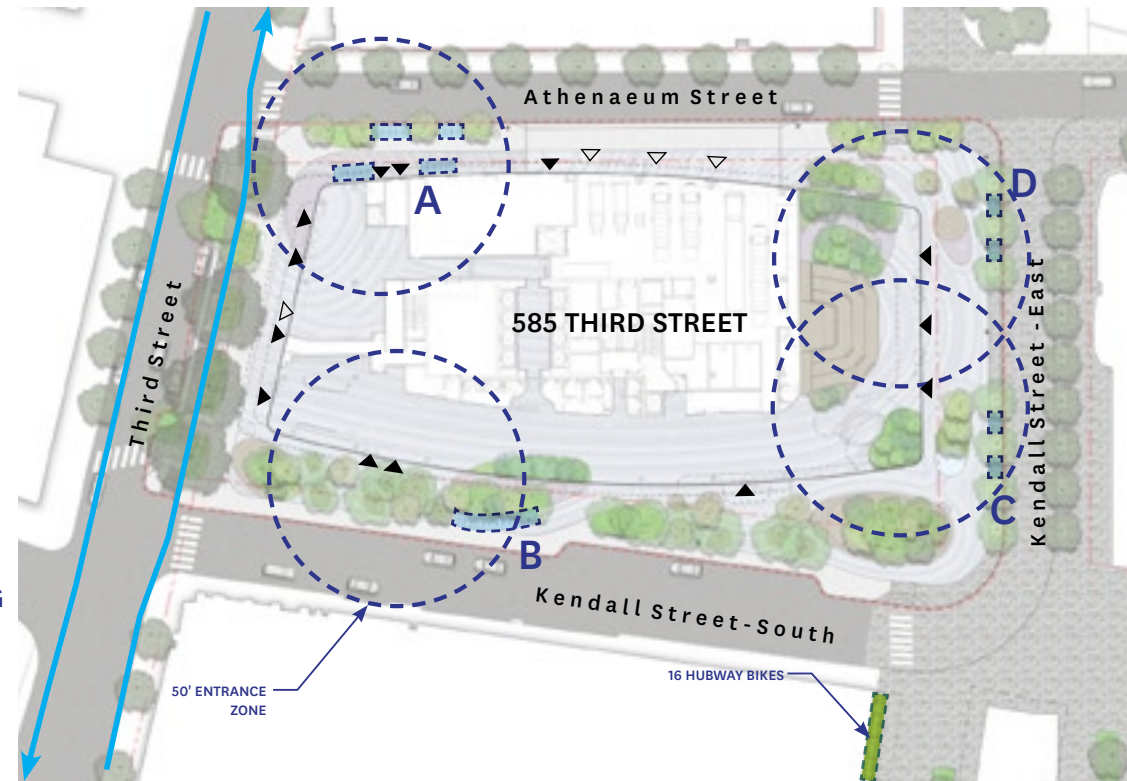 Athenaeum Street
A
D
Third Street
585 THIRD STREET
Kendall Street -East
C
B
G
Kendall Street-South
50' ENTRANCE
ZONE
16 HUBWAY BIKES